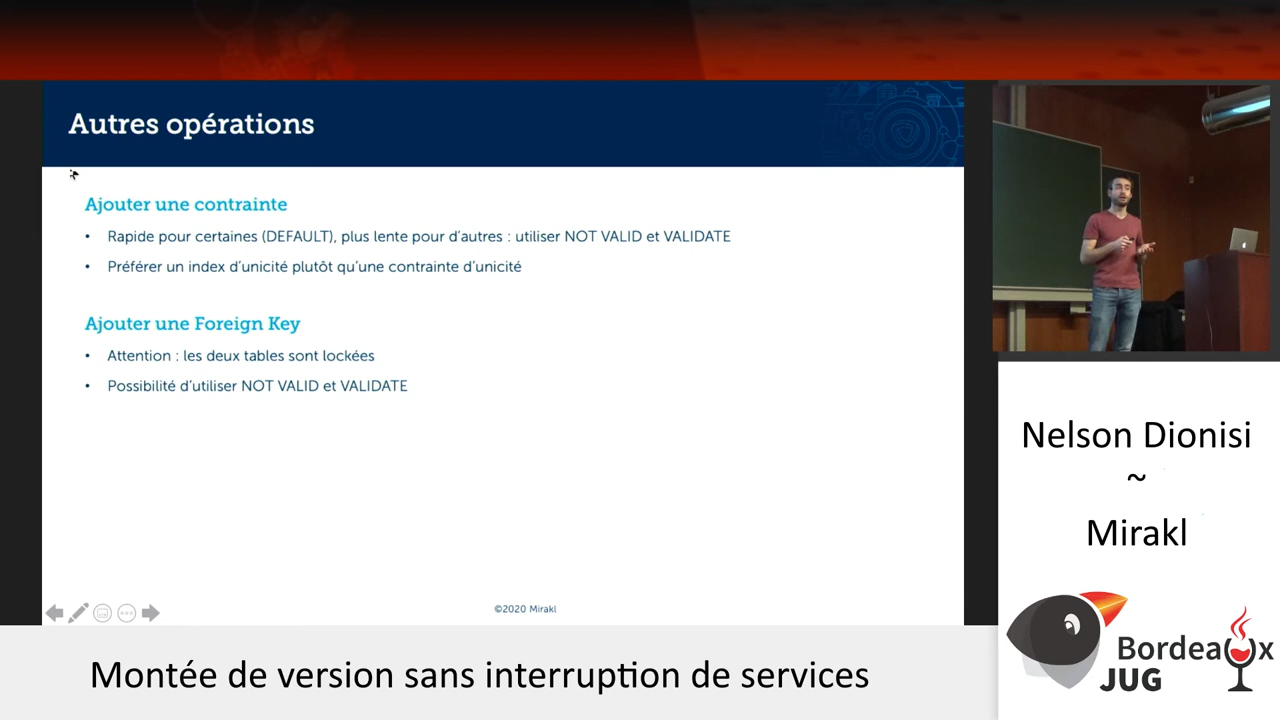 Autres opérations
Ajouter une contrainte
• Rapide pour certaines (DEFAULT), plus lente pour d'autres : utiliser NOT VALID et VALIDATE
• Préférer un index d'unicité plutôt qu'une contrainte d'unicité
Ajouter une Foreign Key
• Attention : les deux tables sont lockées
• Possibilité d'utiliser NOT VALID et VALIDATE
©2020 Mirakl
Nelson Dionisi
~
Mirakl
Bordeaux
JUG
Montée de version sans interruption de services